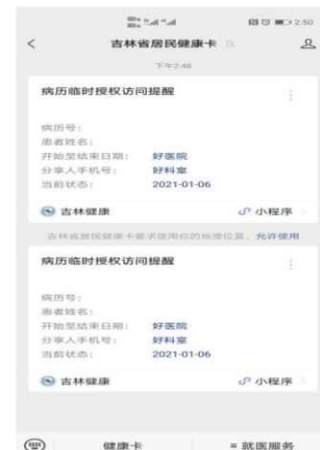 2:50
吉林省居民健康卡
下午2:48
病历临时授权访问提醒
病历号：
患者姓名：
开始至结束日期： 好医院
分享人手机号： 好科室
当前状态： 2021-01-06
吉林健康 小程序
吉林省居民健康卡要求使用你的地理位置，允许使用
病历临时授权访问提醒
病历号：
患者姓名：
开始至结束日期： 好医院
分享人手机号： 好科室
当前状态： 2021-01-06
吉林健康 小程序
健康卡 ≡ 就医服务